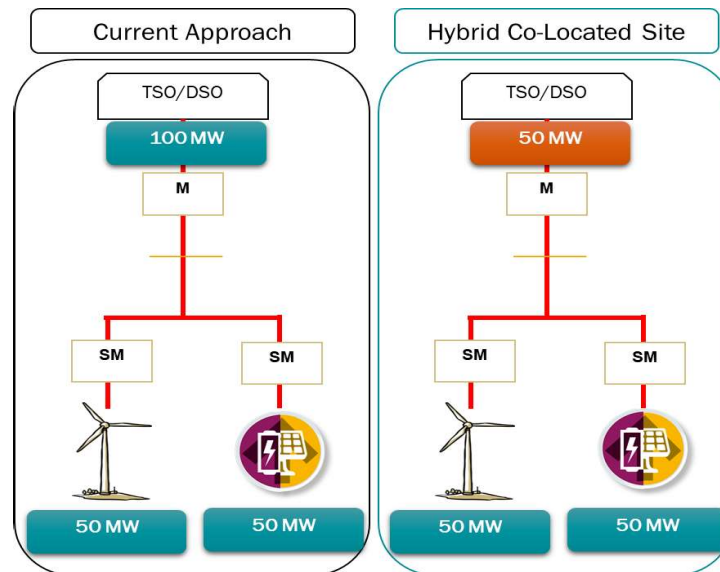 Current Approach
TSO/DSO
100 MW
M
SM
SM
50 MW
50 MW
Hybrid Co-Located Site
TSO/DSO
50 MW
M
SM
SM
50 MW
50 MW